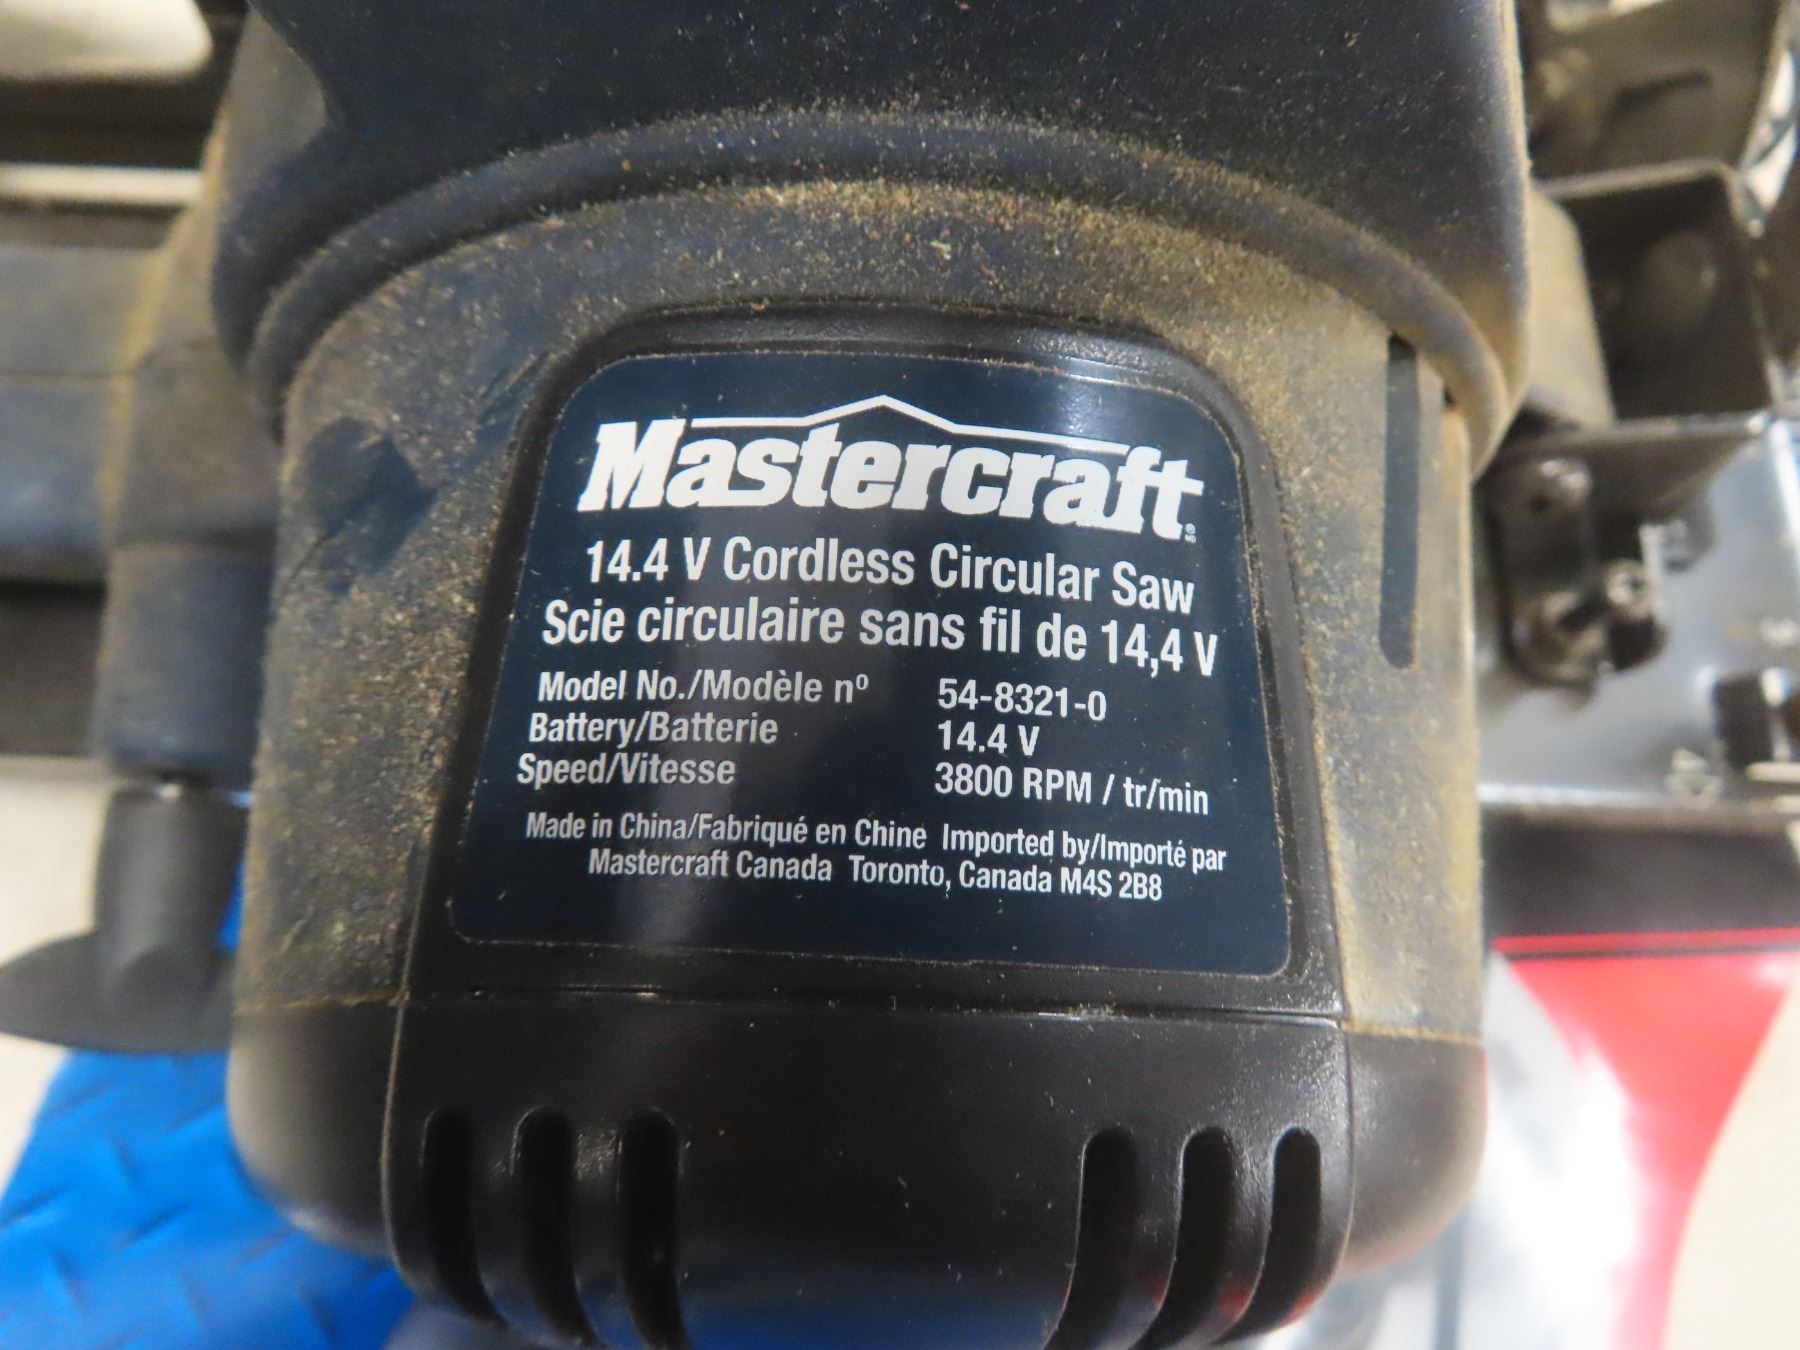 Mastercraft ® MD
14.4 V Cordless Circular Saw
Scie circulaire sans fil de 14,4 V
Model No./Modèle nº 54-8321-0
Battery/Batterie 14.4 V
Speed/Vitesse 3800 RPM / tr/min
Made in China/Fabriqué en Chine Imported by/Importé par
Mastercraft Canada Toronto, Canada M4S 2B8